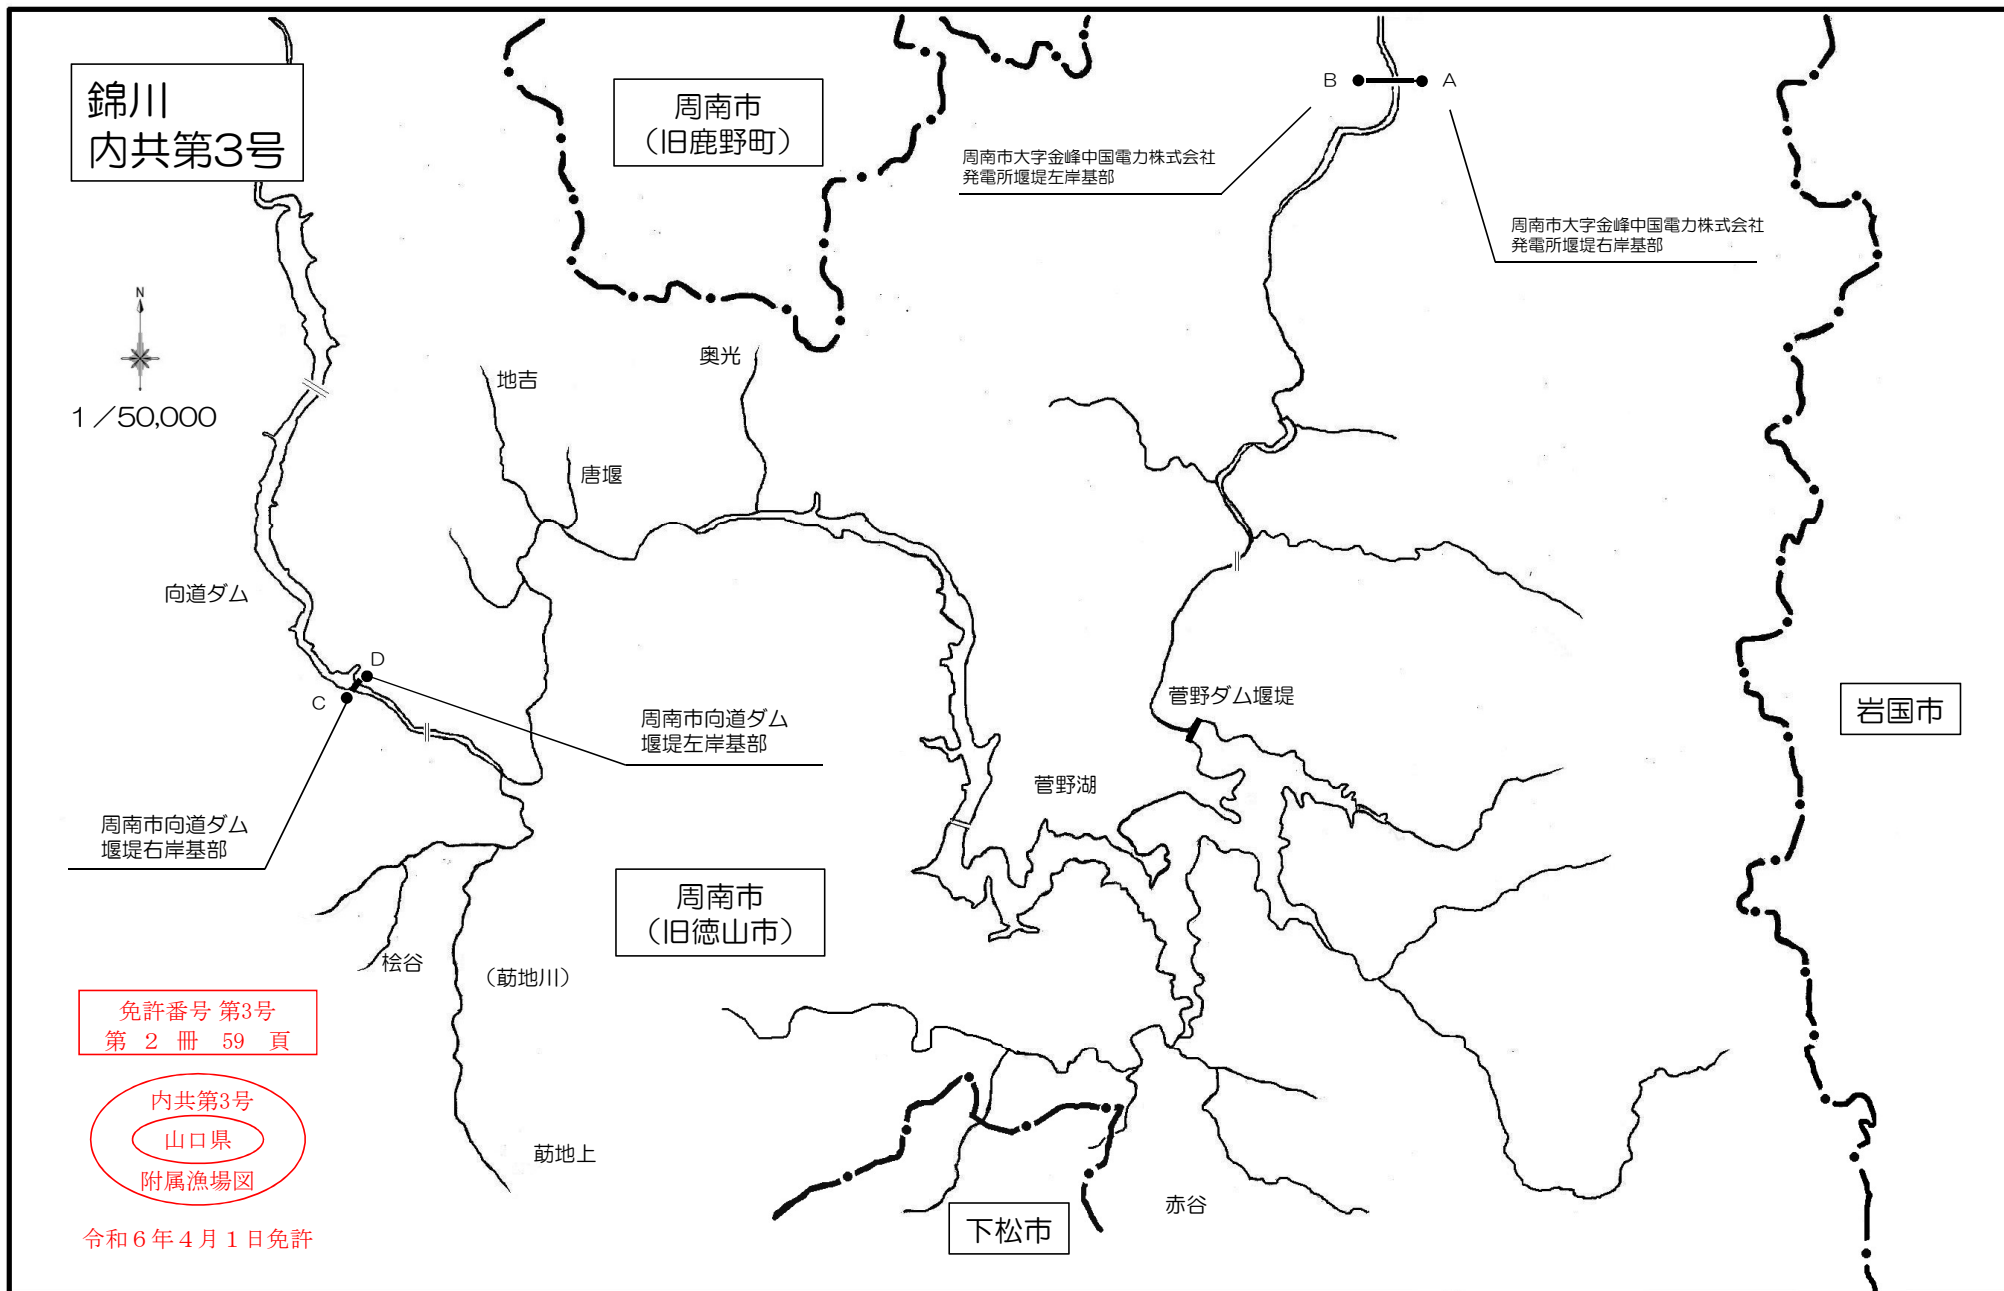 錦川
内共第3号
周南市
（旧鹿野町）
B
A
周南市大字金峰中国電力株式会社
発電所堰堤左岸基部
周南市大字金峰中国電力株式会社
発電所堰堤右岸基部
N
1／50,000
地吉
奥光
唐堰
向道ダム
D
C
周南市向道ダム
堰堤左岸基部
菅野ダム堰堤
岩国市
菅野湖
周南市向道ダム
堰堤右岸基部
周南市
（旧徳山市）
桧谷
（莇地川）
免許番号 第3号
第 2 冊 59 頁
内共第3号
山口県
附属漁場図
莇地上
赤谷
下松市
令和６年４月１日免許